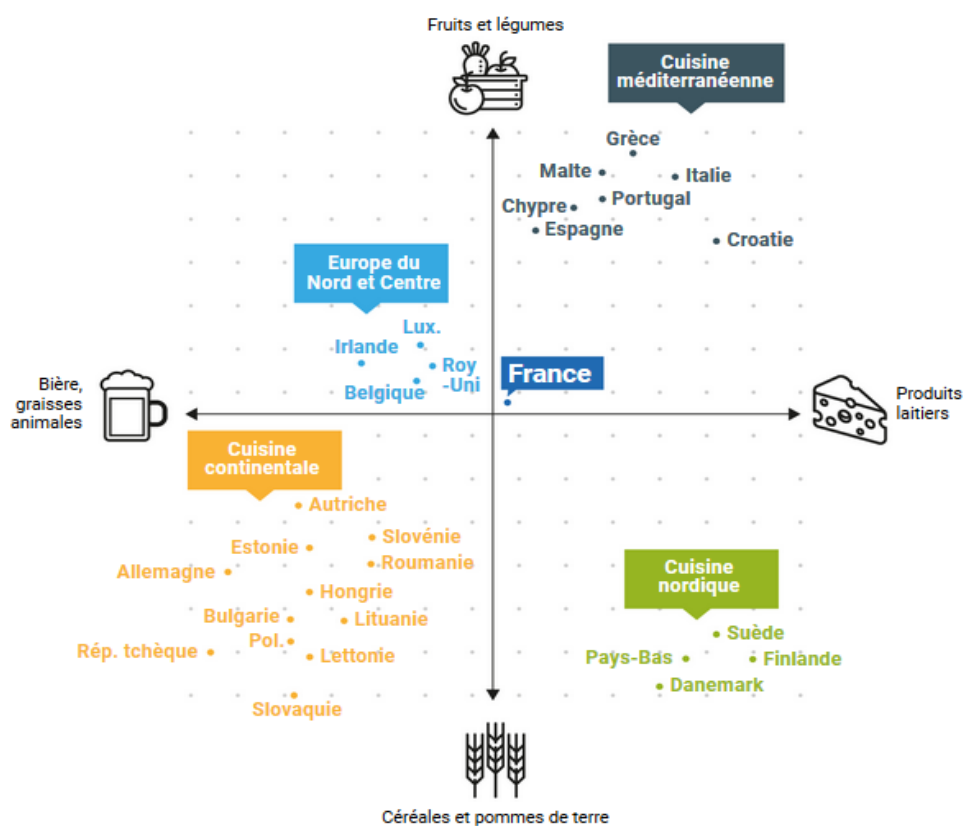 Fruits et légumes
Cuisine
méditerranéenne
Grèce
Malte
Italie
Portugal
Chypre
Espagne
Croatie
Europe du
Nord et Centre
Lux.
Irlande
Roy
-Uni
Belgique
France
Bière,
graisses
animales
Produits
laitiers
Cuisine
continentale
Autriche
Slovénie
Estonie
Roumanie
Allemagne
Hongrie
Bulgarie
Lituanie
Pol.
Rép. tchèque
Lettonie
Slovaquie
Cuisine
nordique
Suède
Pays-Bas
Finlande
Danemark
Céréales et pommes de terre